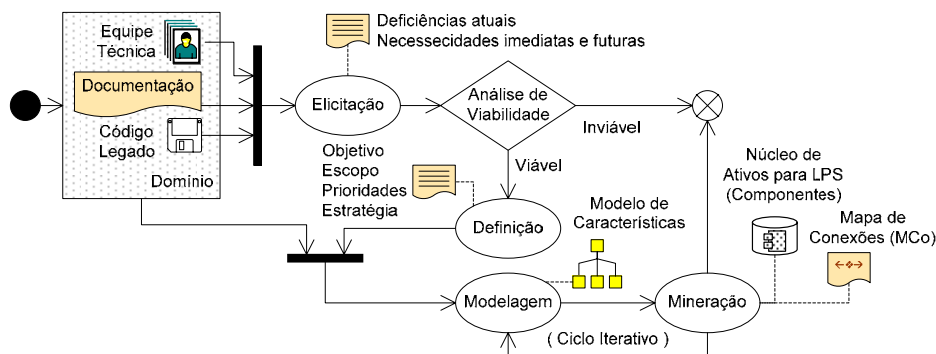 Equipe
Técnica
Documentação
Código
Legado
Domínio
Deficiências atuais
Necessecidades imediatas e futuras
Elicitação
Análise de
Viabilidade
Inviável
Viável
Objetivo
Escopo
Prioridades
Estratégia
Definição
Modelo de
Características
Núcleo de
Ativos para LPS
(Componentes)
Mapa de
Conexões (MCo)
Modelagem
Mineração
( Ciclo Iterativo )